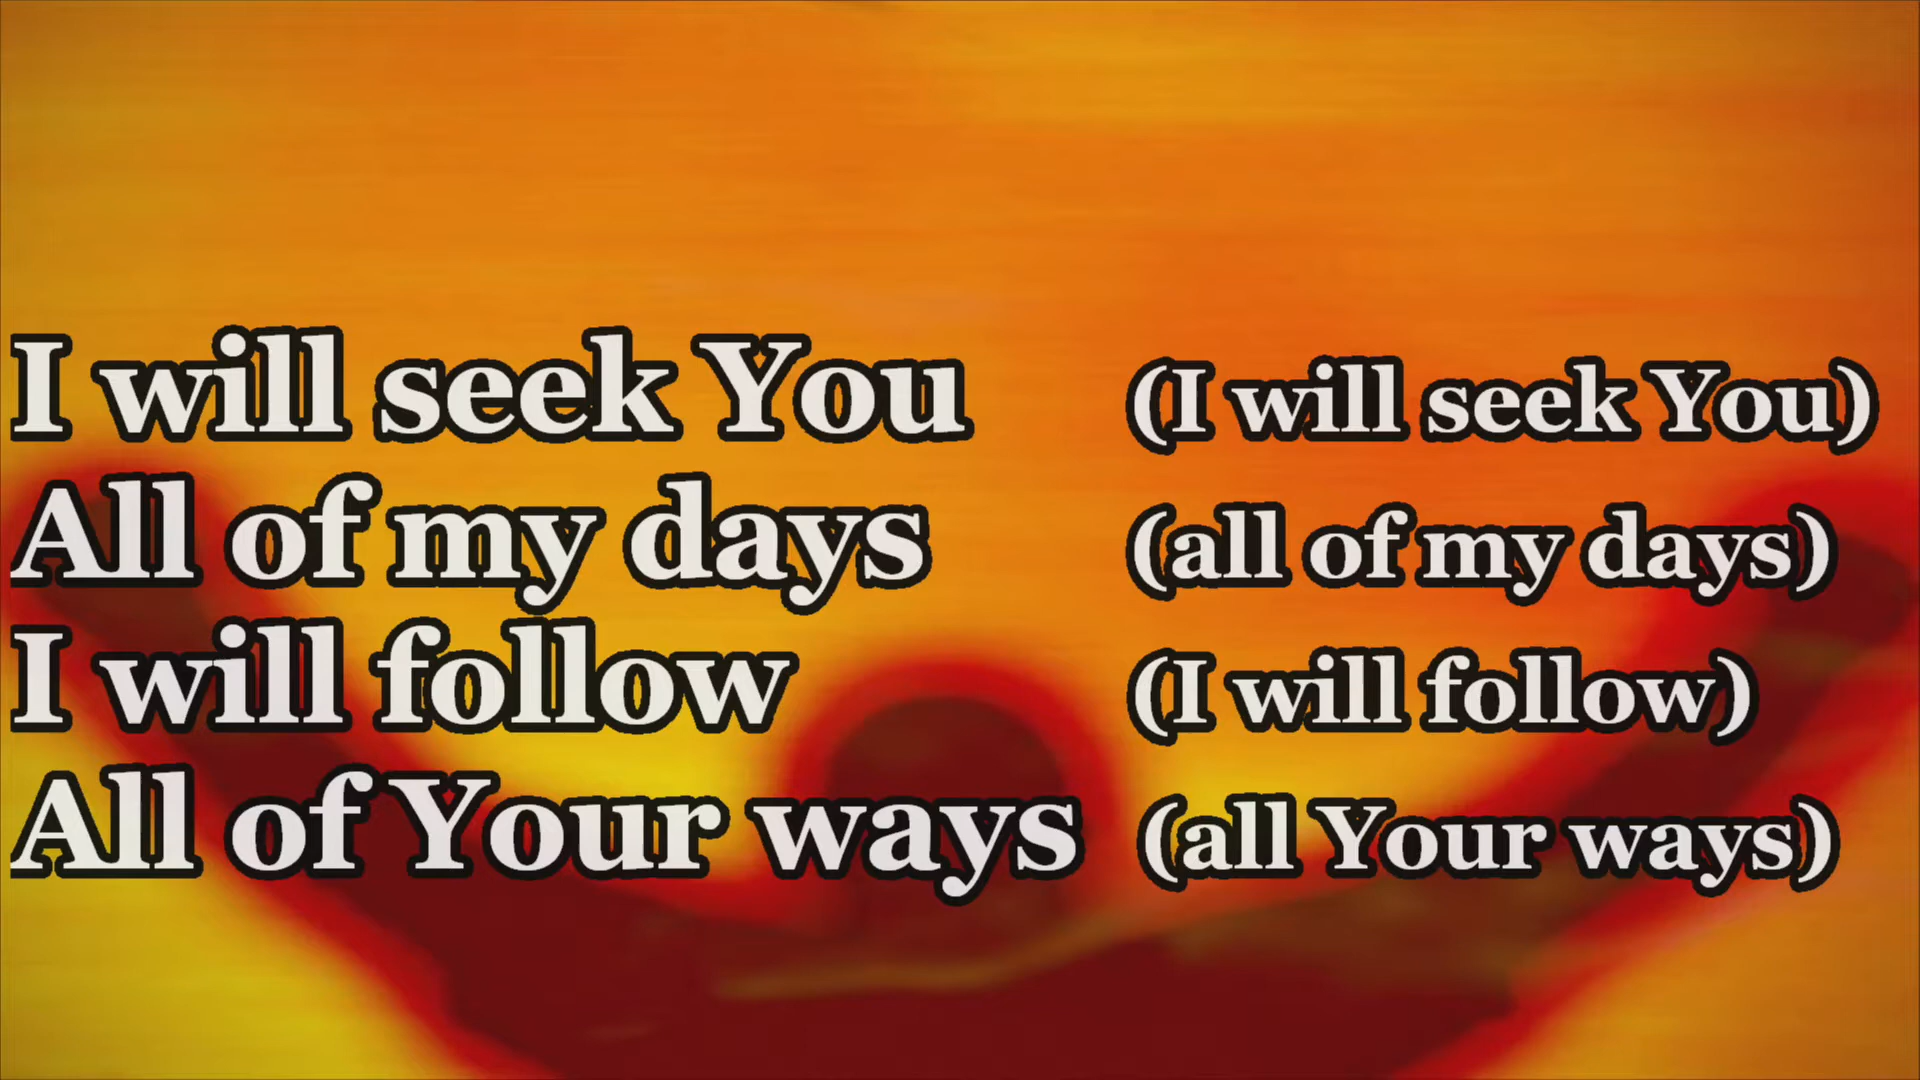 I will seek You (I will seek You)
All of my days (all of my days)
I will follow (I will follow)
All of Your ways (all Your ways)